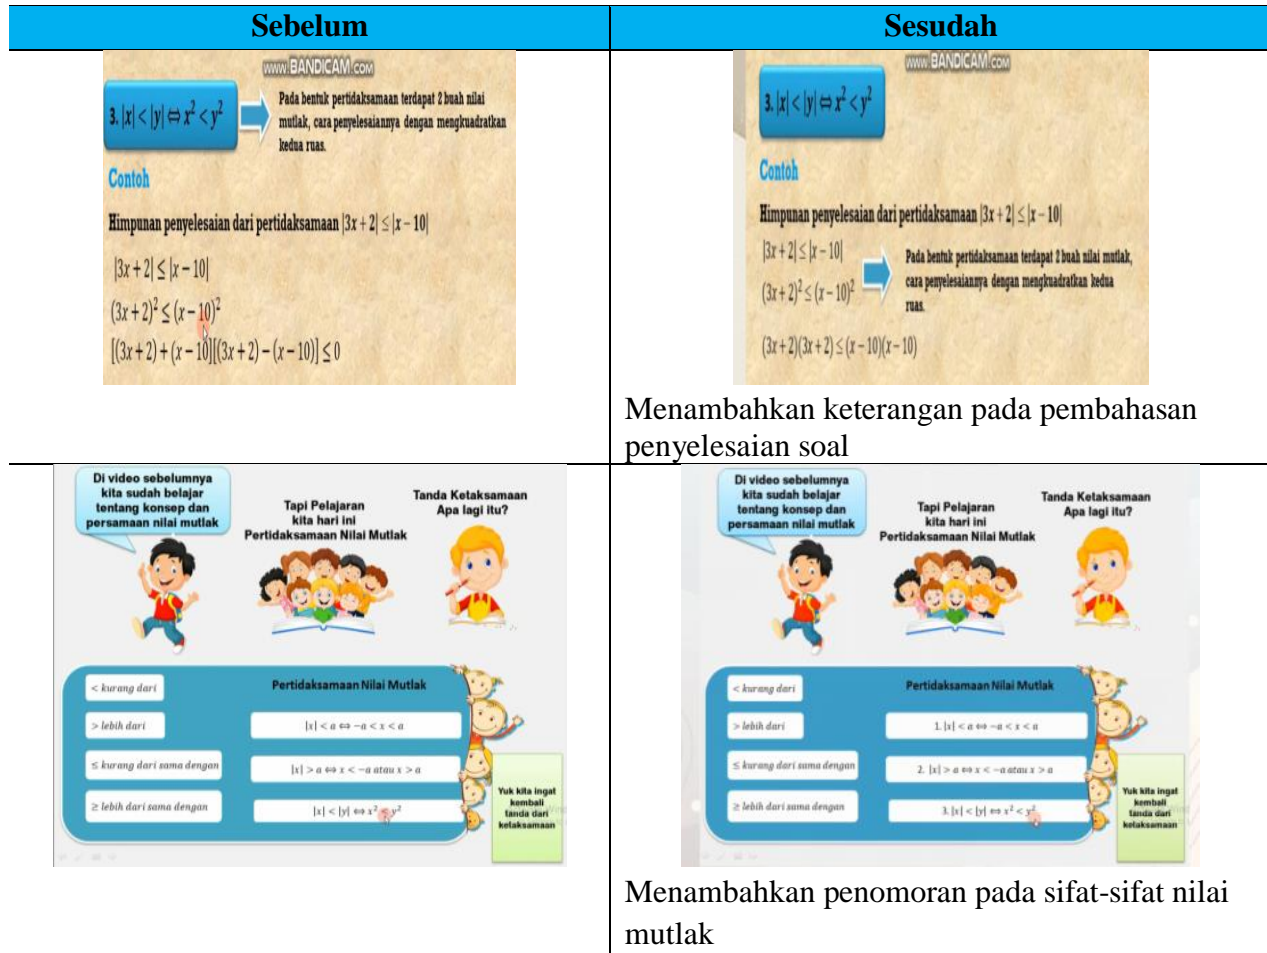 Sebelum
Sesudah
www.BANDICAM.COM
3. |x| < |y| ⇔ x² < y²
Pada bentuk pertidaksamaan terdapat 2 buah nilai
mutlak, cara penyelesaiannya dengan mengkuadratkan
kedua ruas.
Contoh
Himpunan penyelesaian dari pertidaksamaan |3x + 2| ≤ |x − 10|
|3x + 2| ≤ |x − 10|
(3x + 2)² ≤ (x − 10)²
[(3x + 2) + (x − 10][(3x + 2) − (x − 10)] ≤ 0
www.BANDICAM.COM
3. |x| < |y| ⇔ x² < y²
Contoh
Himpunan penyelesaian dari pertidaksamaan |3x + 2| ≤ |x − 10|
|3x + 2| ≤ |x − 10|
(3x + 2)² ≤ (x − 10)²
Pada bentuk pertidaksamaan terdapat 2 buah nilai mutlak,
cara penyelesaiannya dengan mengkuadratkan kedua
ruas.
(3x + 2)(3x + 2) ≤ (x − 10)(x − 10)
Menambahkan keterangan pada pembahasan
penyelesaian soal
Di video sebelumnya
kita sudah belajar
tentang konsep dan
persamaan nilai mutlak
Tapi Pelajaran
kita hari ini
Pertidaksamaan Nilai Mutlak
Tanda Ketaksamaan
Apa lagi itu?
< kurang dari
> lebih dari
≤ kurang dari sama dengan
≥ lebih dari sama dengan
Pertidaksamaan Nilai Mutlak
|x| < a ⇔ −a < x < a
|x| > a ⇔ x < −a atau x > a
|x| < |y| ⇔ x² < y²
Yuk kita ingat
kembali
tanda dari
ketaksamaan
Di video sebelumnya
kita sudah belajar
tentang konsep dan
persamaan nilai mutlak
Tapi Pelajaran
kita hari ini
Pertidaksamaan Nilai Mutlak
Tanda Ketaksamaan
Apa lagi itu?
< kurang dari
> lebih dari
≤ kurang dari sama dengan
≥ lebih dari sama dengan
Pertidaksamaan Nilai Mutlak
1. |x| < a ⇔ −a < x < a
2. |x| > a ⇔ x < −a atau x > a
3. |x| < |y| ⇔ x² < y²
Yuk kita ingat
kembali
tanda dari
ketaksamaan
Menambahkan penomoran pada sifat-sifat nilai
mutlak